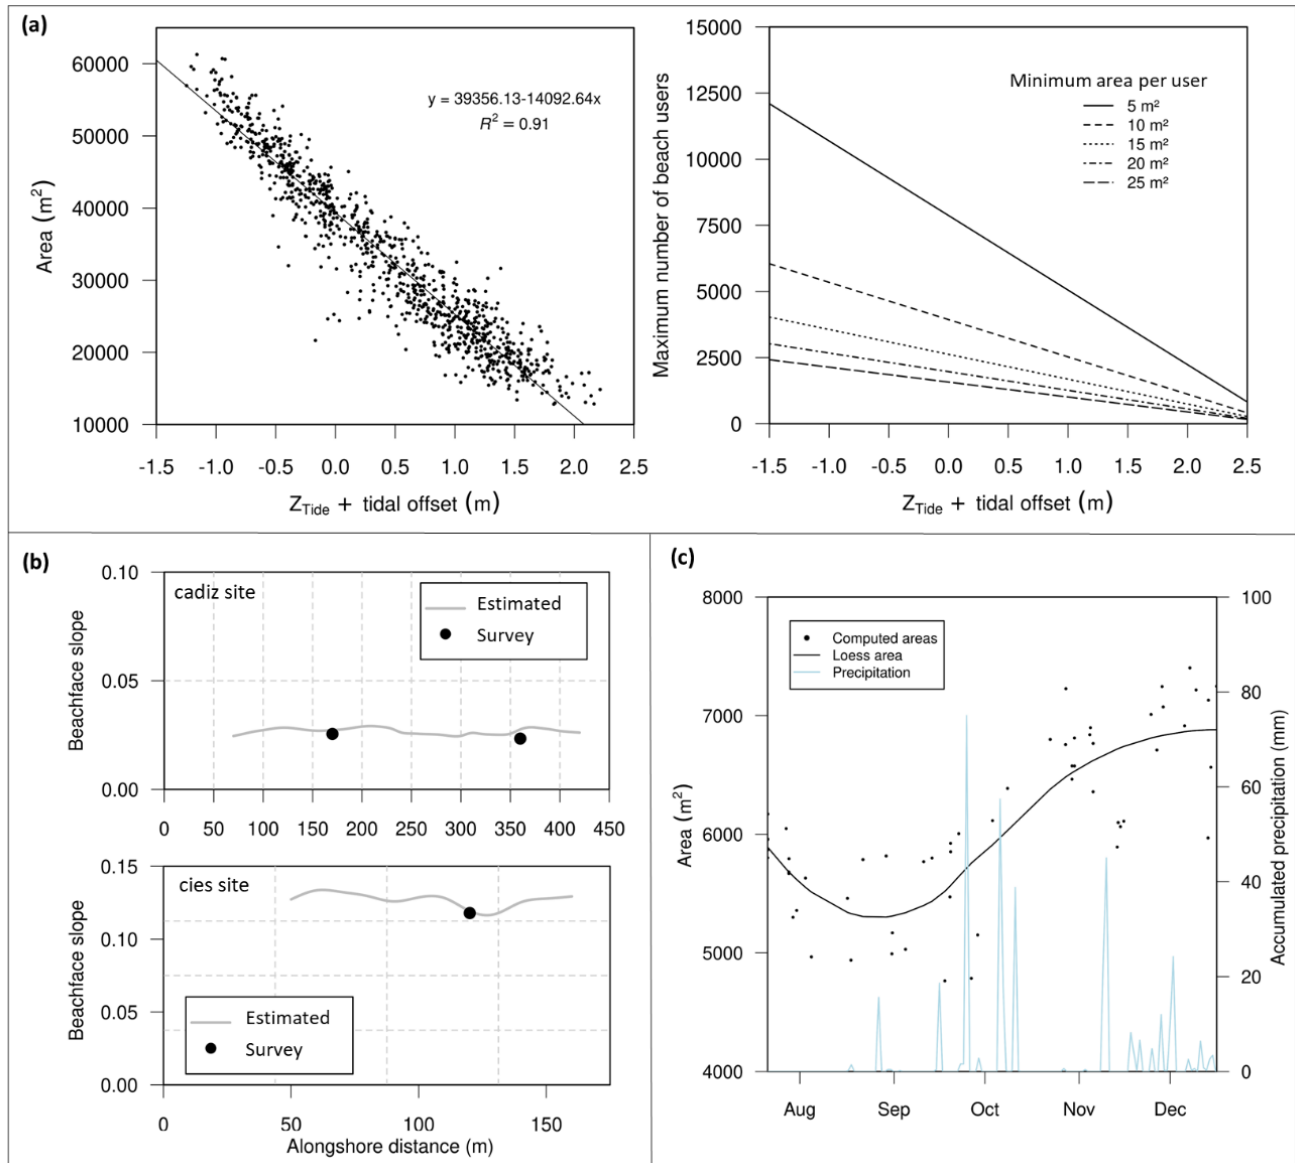 (a)
60000
50000
40000
30000
20000
10000
Area (m²)
y = 39356.13-14092.64x
R² = 0.91
-1.5 -1.0 -0.5 0.0 0.5 1.0 1.5 2.0 2.5
Z_Tide + tidal offset (m)
15000
12500
10000
7500
5000
2500
0
Maximum number of beach users
Minimum area per user
5 m²
10 m²
15 m²
20 m²
25 m²
-1.5 -1.0 -0.5 0.0 0.5 1.0 1.5 2.0 2.5
Z_Tide + tidal offset (m)
(b)
0.10
0.05
0.00
Beachface slope
cadiz site
Estimated
Survey
0 50 100 150 200 250 300 350 400 450
0.15
0.10
0.05
0.00
Beachface slope
cies site
Estimated
Survey
0 50 100 150
Alongshore distance (m)
(c)
8000
7000
6000
5000
4000
Area (m²)
Computed areas
Loess area
Precipitation
100
80
60
40
20
0
Accumulated precipitation (mm)
Aug Sep Oct Nov Dec